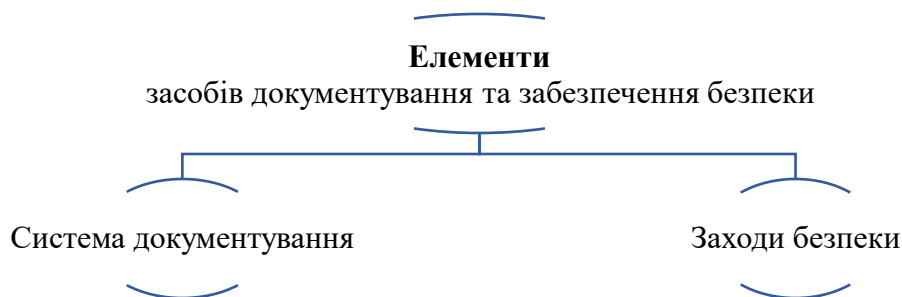 Елементи
засобів документування та забезпечення безпеки
Система документування
Заходи безпеки